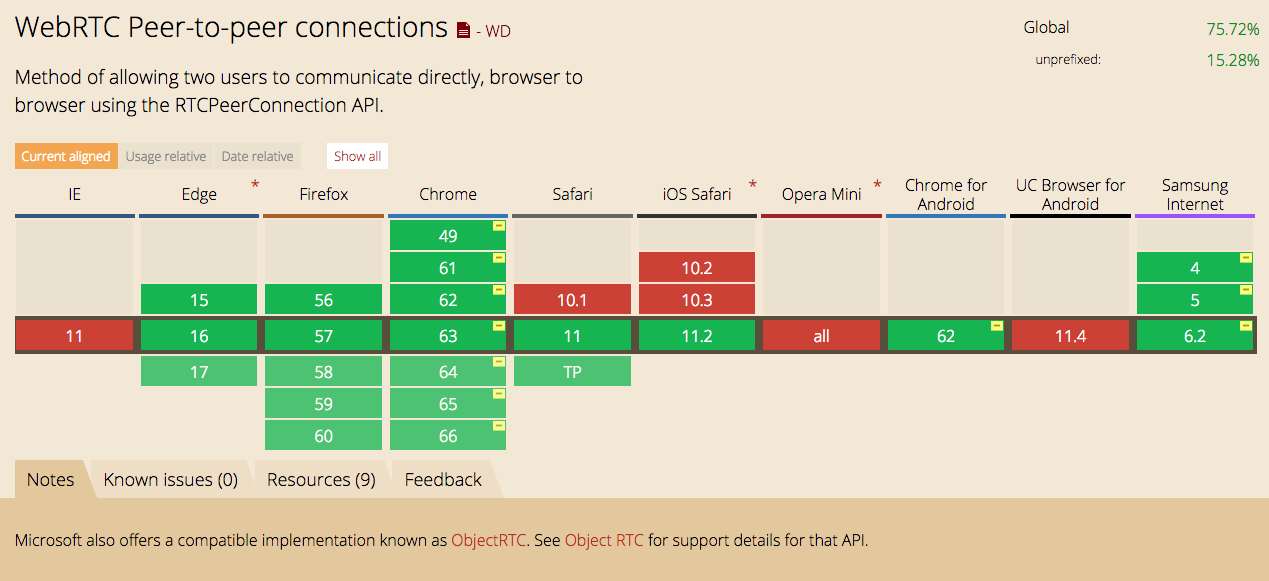 WebRTC Peer-to-peer connections - WD
Global 75.72%
unprefixed: 15.28%
Method of allowing two users to communicate directly, browser to
browser using the RTCPeerConnection API.
Current aligned Usage relative Date relative Show all
IE Edge * Firefox Chrome Safari iOS Safari * Opera Mini * Chrome for Android UC Browser for Android Samsung Internet
49
61 10.2 4
15 56 62 10.1 10.3 5
11 16 57 63 11 11.2 all 62 11.4 6.2
17 58 64 TP
59 65
60 66
Notes Known issues (0) Resources (9) Feedback
Microsoft also offers a compatible implementation known as ObjectRTC. See Object RTC for support details for that API.